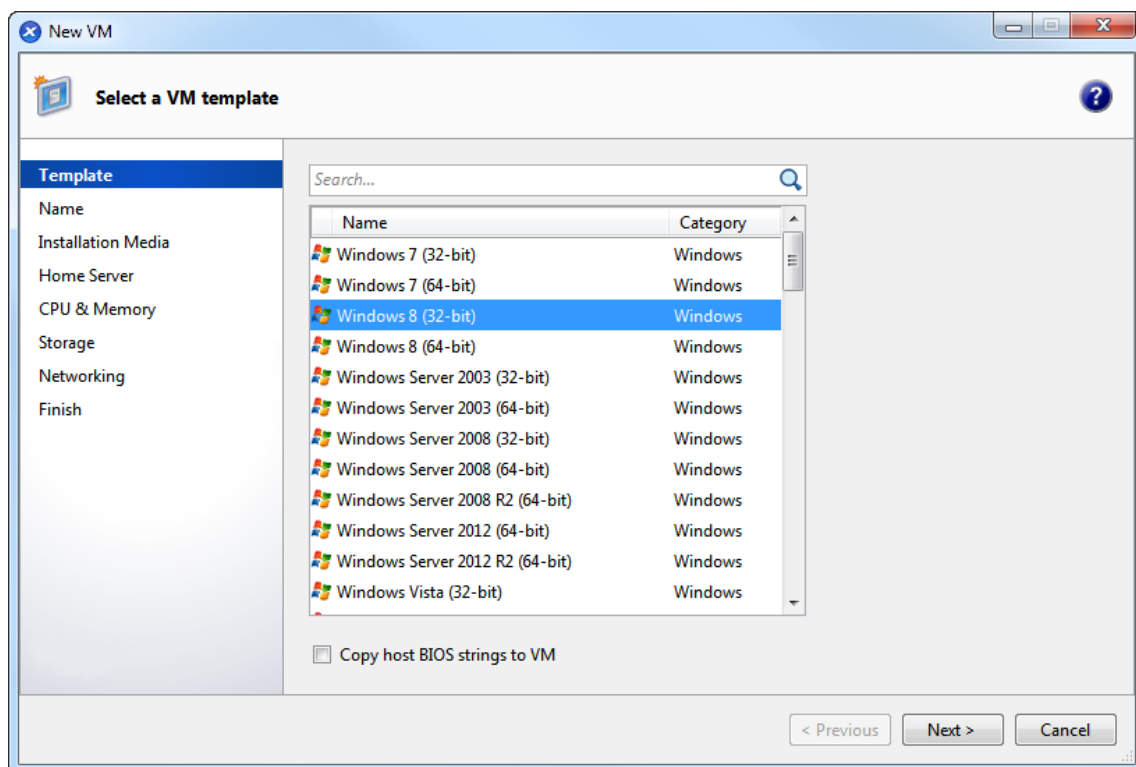 New VM
Select a VM template
?
Template
Name
Installation Media
Home Server
CPU & Memory
Storage
Networking
Finish
Search...
Name Category
Windows 7 (32-bit) Windows
Windows 7 (64-bit) Windows
Windows 8 (32-bit) Windows
Windows 8 (64-bit) Windows
Windows Server 2003 (32-bit) Windows
Windows Server 2003 (64-bit) Windows
Windows Server 2008 (32-bit) Windows
Windows Server 2008 (64-bit) Windows
Windows Server 2008 R2 (64-bit) Windows
Windows Server 2012 (64-bit) Windows
Windows Server 2012 R2 (64-bit) Windows
Windows Vista (32-bit) Windows
Copy host BIOS strings to VM
< Previous Next > Cancel